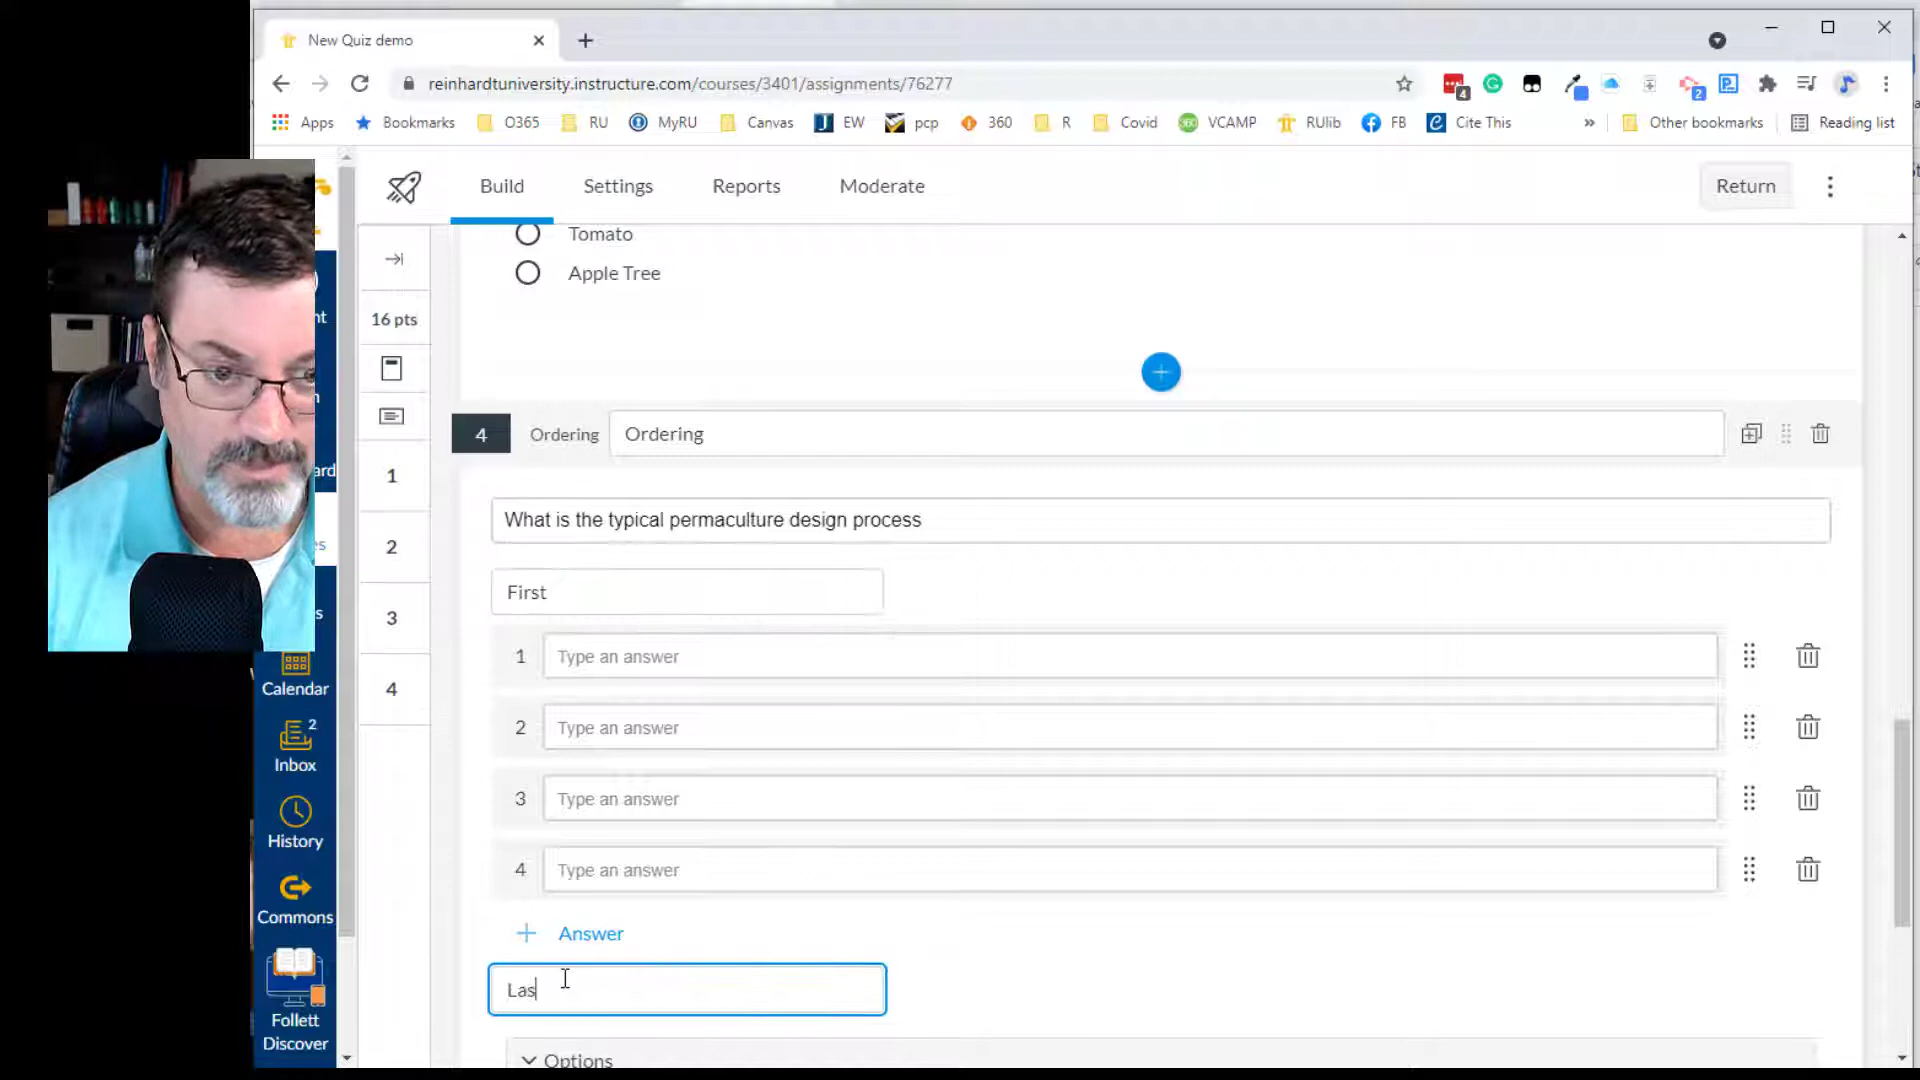 New Quiz demo
reinhardtuniversity.instructure.com/courses/3401/assignments/76277
4
2
Apps
Bookmarks
O365
RU
MyRU
Canvas
EW
pcp
360
R
Covid
VCAMP
RUlib
FB
Cite This
»
Other bookmarks
Reading list
Build
Settings
Reports
Moderate
Return
Tomato
Apple Tree
16 pts
1
2
3
4
4
Ordering
Ordering
What is the typical permaculture design process
First
1
Type an answer
2
Type an answer
3
Type an answer
4
Type an answer
+ Answer
Las
Options
Calendar
2
Inbox
History
Commons
Follett
Discover